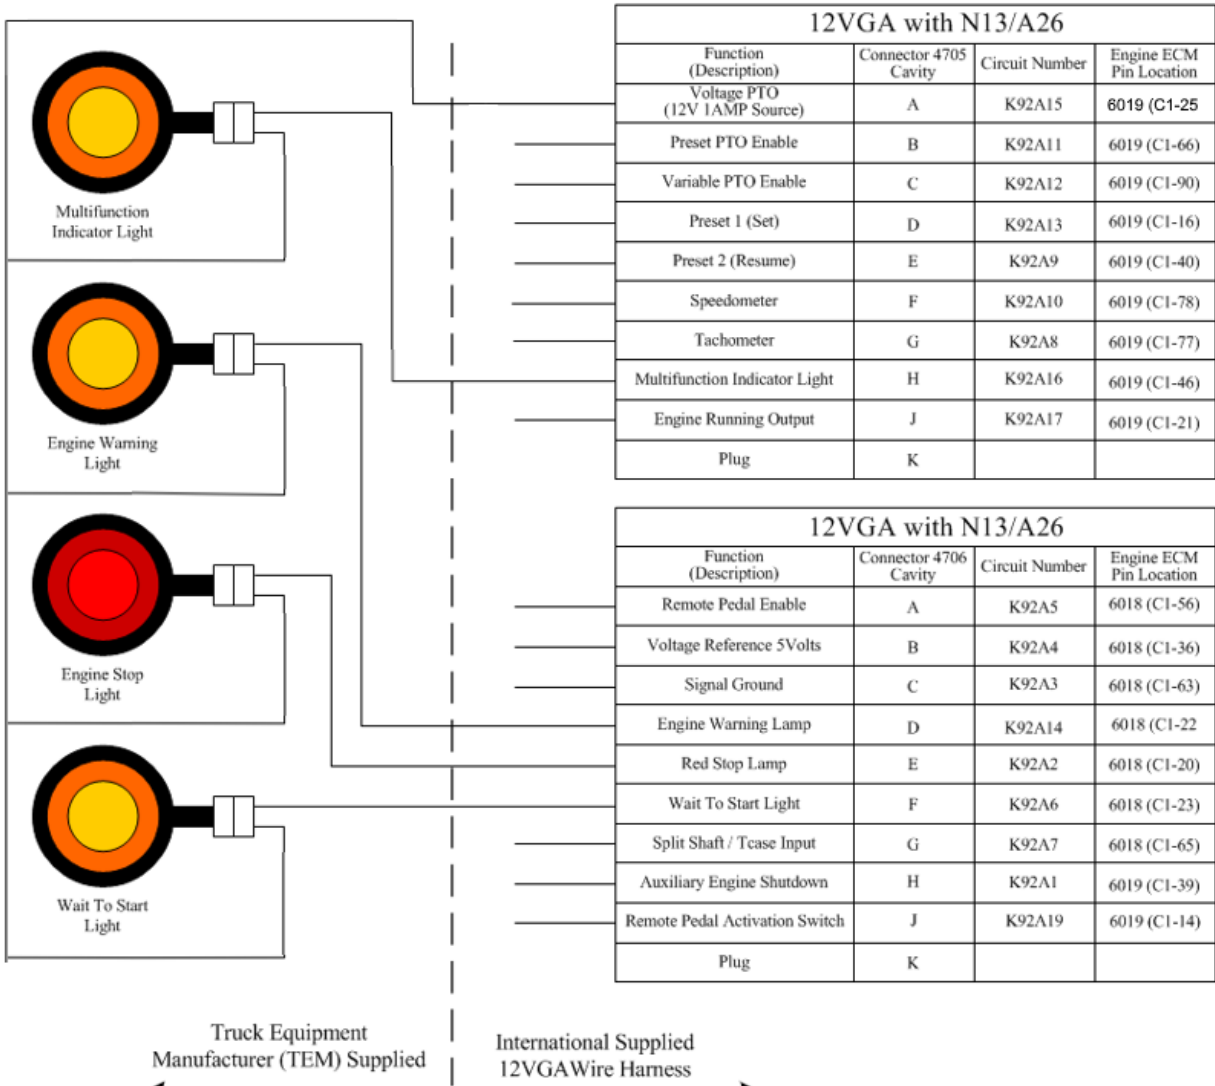 12VGA with N13/A26
Function (Description) Connector 4705 Cavity Circuit Number Engine ECM Pin Location
Voltage PTO (12V 1AMP Source) A K92A15 6019 (C1-25
Preset PTO Enable B K92A11 6019 (C1-66)
Variable PTO Enable C K92A12 6019 (C1-90)
Preset 1 (Set) D K92A13 6019 (C1-16)
Preset 2 (Resume) E K92A9 6019 (C1-40)
Speedometer F K92A10 6019 (C1-78)
Tachometer G K92A8 6019 (C1-77)
Multifunction Indicator Light H K92A16 6019 (C1-46)
Engine Running Output J K92A17 6019 (C1-21)
Plug K
12VGA with N13/A26
Function (Description) Connector 4706 Cavity Circuit Number Engine ECM Pin Location
Remote Pedal Enable A K92A5 6018 (C1-56)
Voltage Reference 5Volts B K92A4 6018 (C1-36)
Signal Ground C K92A3 6018 (C1-63)
Engine Warning Lamp D K92A14 6018 (C1-22
Red Stop Lamp E K92A2 6018 (C1-20)
Wait To Start Light F K92A6 6018 (C1-23)
Split Shaft / Tcase Input G K92A7 6018 (C1-65)
Auxiliary Engine Shutdown H K92A1 6019 (C1-39)
Remote Pedal Activation Switch J K92A19 6019 (C1-14)
Plug K
Multifunction
Indicator Light
Engine Warning
Light
Engine Stop
Light
Wait To Start
Light
Truck Equipment
Manufacturer (TEM) Supplied
International Supplied
12VGAWire Harness